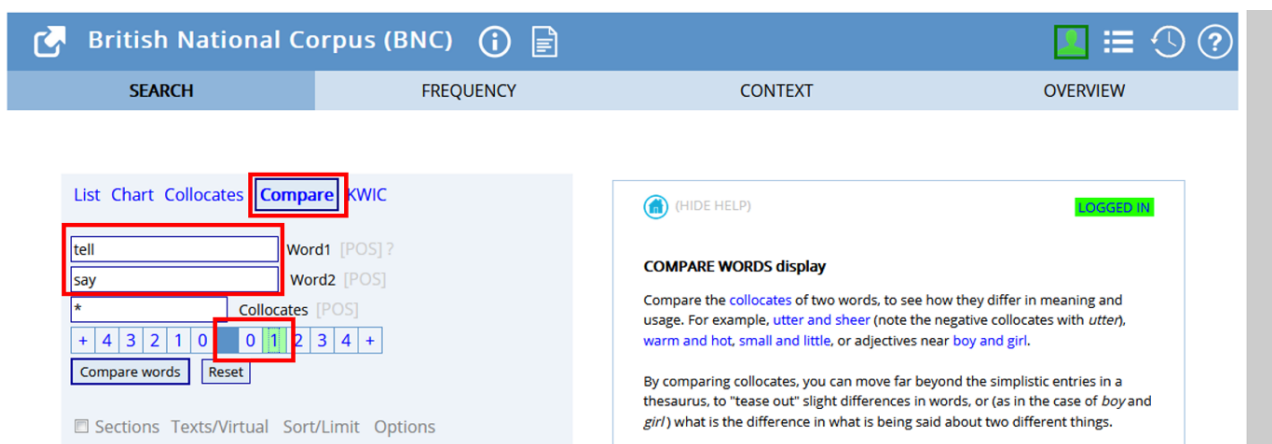 British National Corpus (BNC)
SEARCH FREQUENCY CONTEXT OVERVIEW
List Chart Collocates Compare KWIC
tell Word1 [POS] ?
say Word2 [POS]
* Collocates [POS]
+ 4 3 2 1 0 0 1 2 3 4 +
Compare words Reset
Sections Texts/Virtual Sort/Limit Options
(HIDE HELP) LOGGED IN
COMPARE WORDS display
Compare the collocates of two words, to see how they differ in meaning and
usage. For example, utter and sheer (note the negative collocates with utter),
warm and hot, small and little, or adjectives near boy and girl.
By comparing collocates, you can move far beyond the simplistic entries in a
thesaurus, to "tease out" slight differences in words, or (as in the case of boy and
girl) what is the difference in what is being said about two different things.